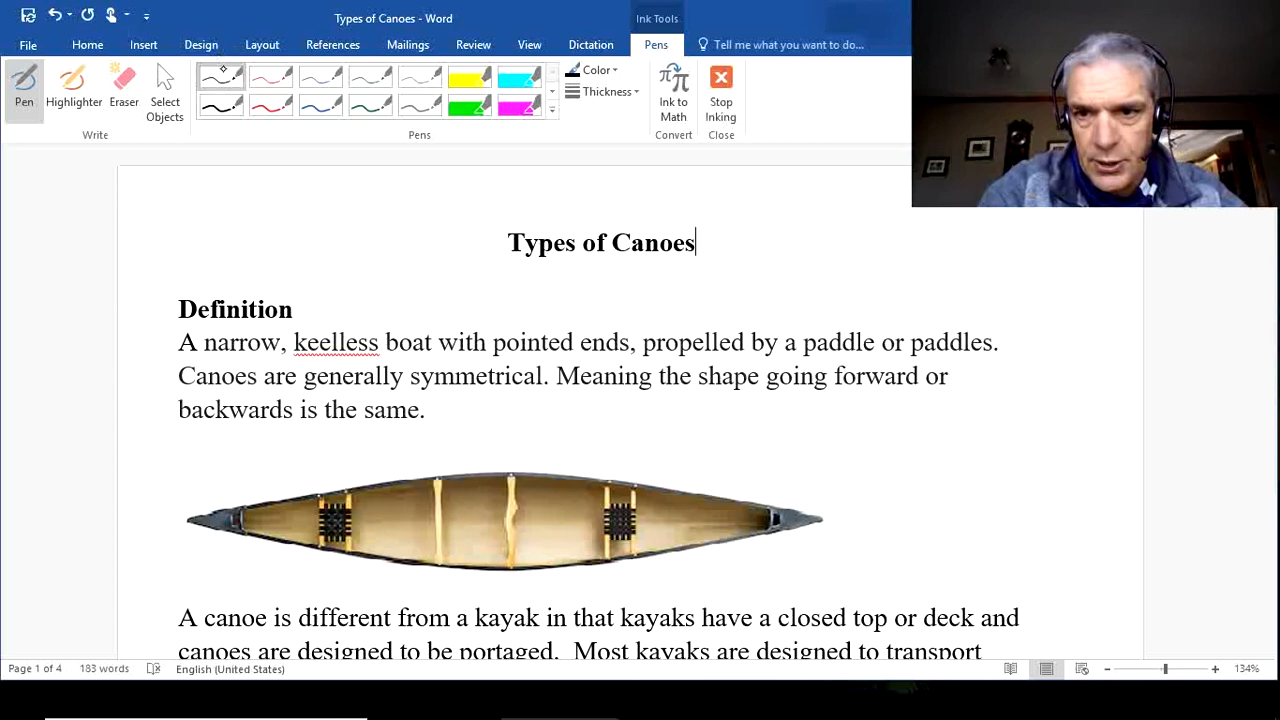 Types of Canoes - Word
Ink Tools
File Home Insert Design Layout References Mailings Review View Dictation Pens Tell me what you want to do...
Color
Thickness
Pen Highlighter Eraser Select Objects
Ink to Math
Stop Inking
Write Pens Convert Close
Types of Canoes
Definition
A narrow, keelless boat with pointed ends, propelled by a paddle or paddles.
Canoes are generally symmetrical. Meaning the shape going forward or
backwards is the same.
A canoe is different from a kayak in that kayaks have a closed top or deck and
canoes are designed to be portaged.  Most kayaks are designed to transport
Page 1 of 4 183 words English (United States) 134%